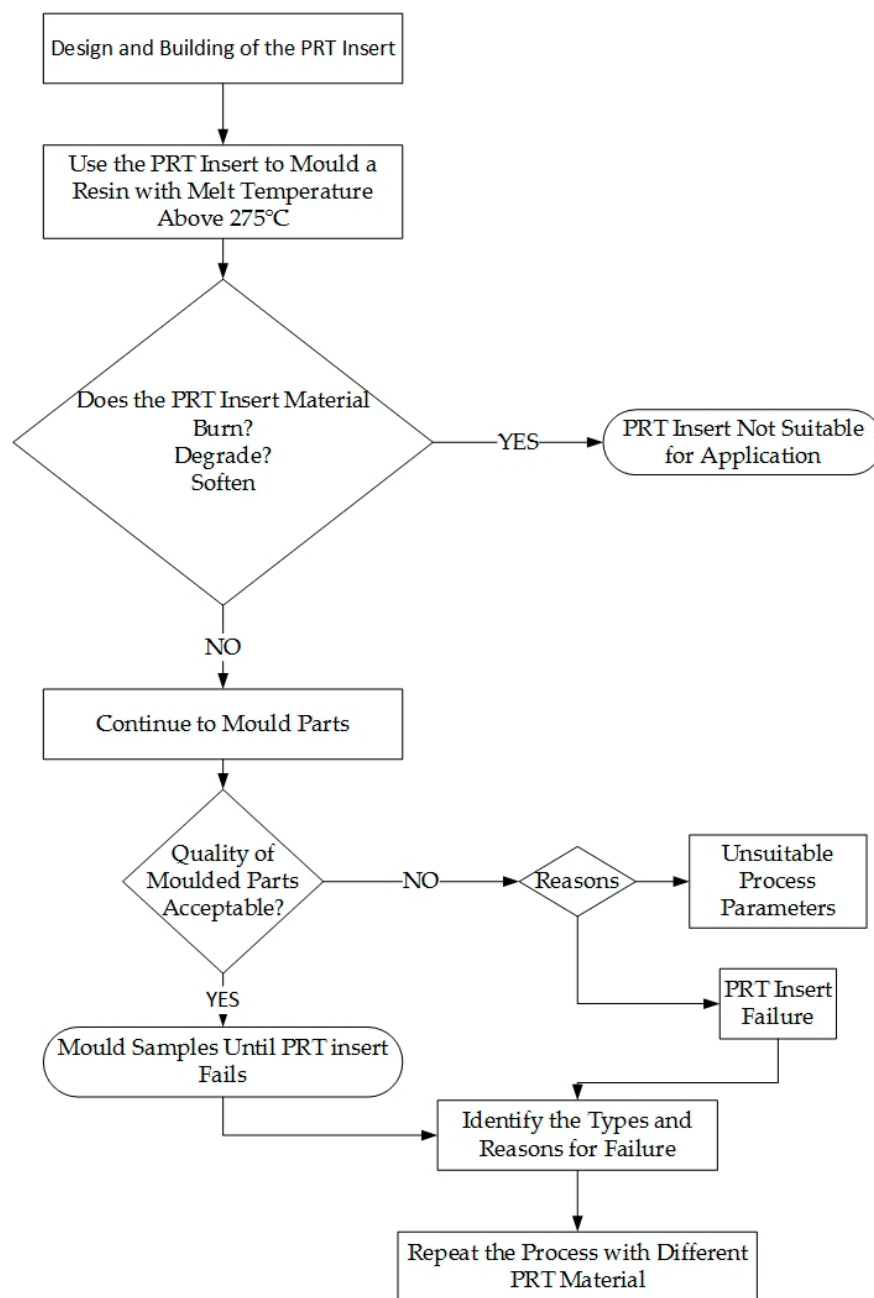 Design and Building of the PRT Insert
Use the PRT Insert to Mould a
Resin with Melt Temperature
Above 275°C
Does the PRT Insert Material
Burn?
Degrade?
Soften
YES
PRT Insert Not Suitable
for Application
NO
Continue to Mould Parts
Quality of
Moulded Parts
Acceptable?
NO
Reasons
Unsuitable
Process
Parameters
YES
PRT Insert
Failure
Mould Samples Until PRT insert
Fails
Identify the Types and
Reasons for Failure
Repeat the Process with Different
PRT Material